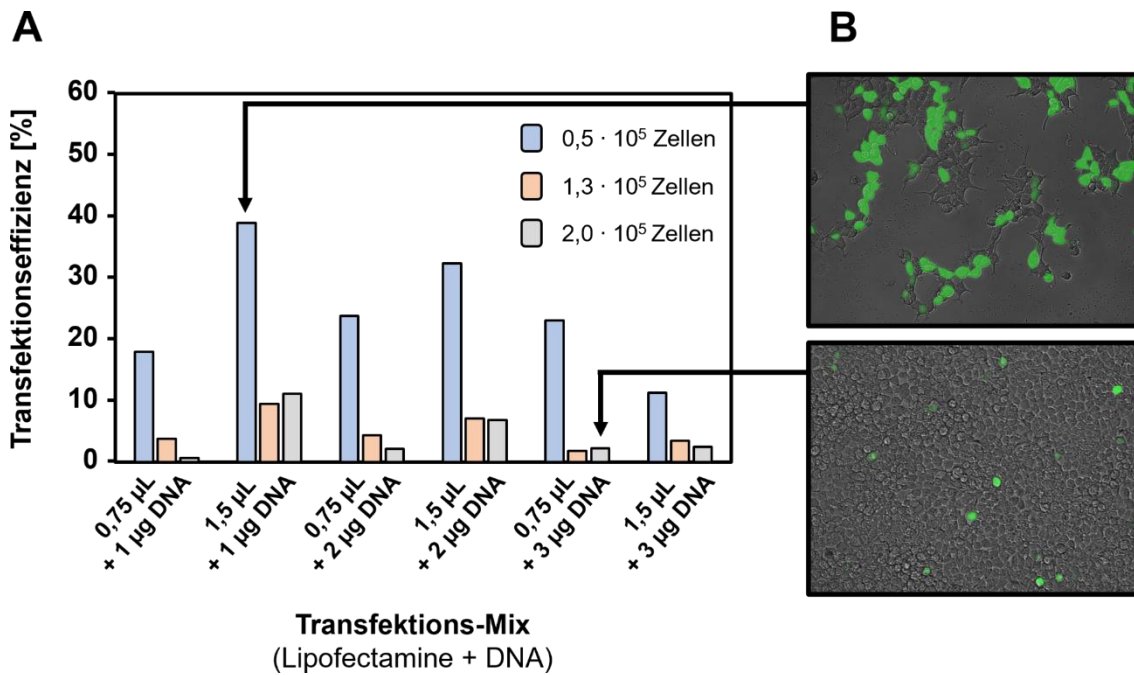 A
B
Transfektionseffizienz [%]
60
50
40
30
20
10
0
0,5 · 10⁵ Zellen
1,3 · 10⁵ Zellen
2,0 · 10⁵ Zellen
0,75 µL
+ 1 µg DNA
1,5 µL
+ 1 µg DNA
0,75 µL
+ 2 µg DNA
1,5 µL
+ 2 µg DNA
0,75 µL
+ 3 µg DNA
1,5 µL
+ 3 µg DNA
Transfektions-Mix
(Lipofectamine + DNA)